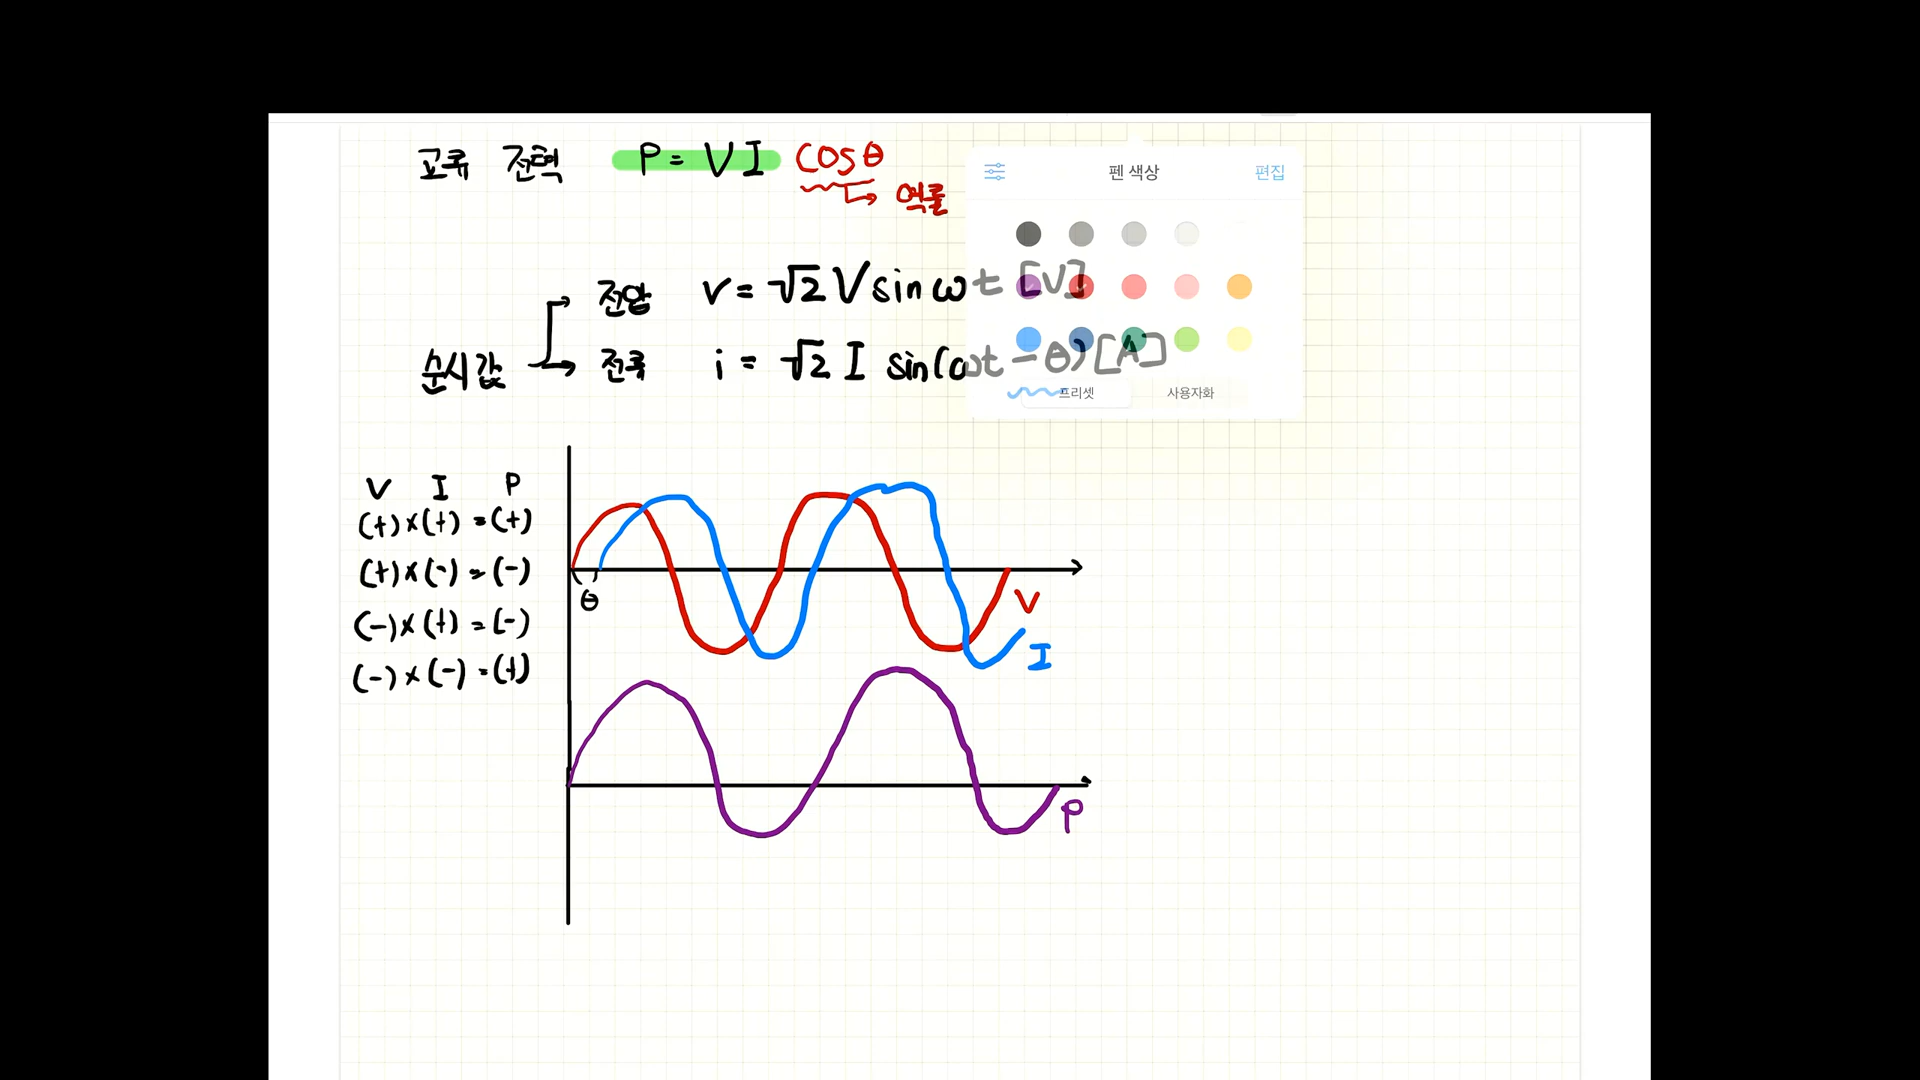 교류 전력 P = VI cosθ
→ 역률
펜 색상
편집
전압 v = √2 V sin ωt [V]
순시값
전류 i = √2 I sin(ωt - θ) [A]
프리셋 사용자화
V I P
(+)×(+) = (+)
(+)×(-) = (-)
(-)×(+) = (-)
(-)×(-) = (+)
θ
V
I
P